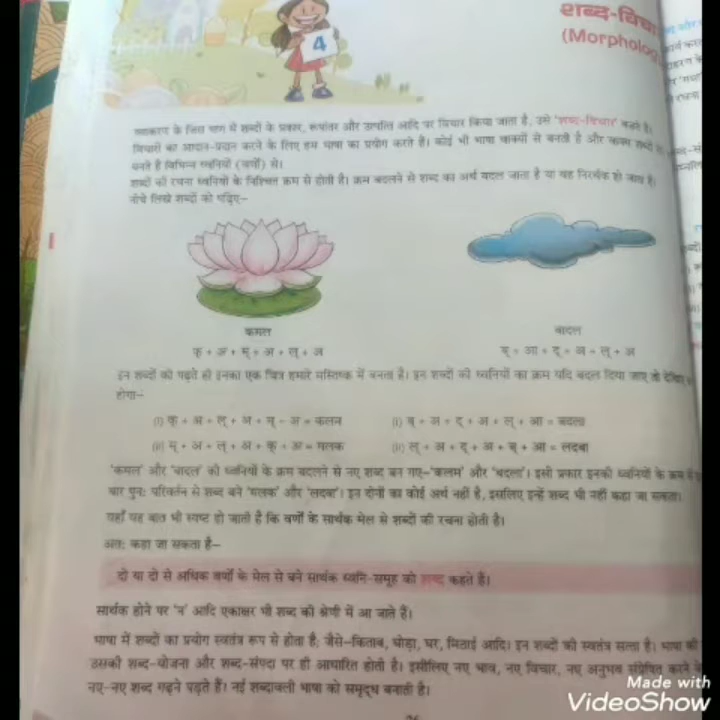 4
शब्द-विचा
(Morpholog
व्याकरण के जिस भाग में शब्दों के प्रकार, रूपांतर और उत्पत्ति आदि पर विचार किया जाता है, उसे 'शब्द-विचार' कहते हैं।
विचारों का आदान-प्रदान करने के लिए हम भाषा का प्रयोग करते हैं। कोई भी भाषा वाक्यों से बनती है और वाक्य शब्दों
बनते हैं विभिन्न ध्वनियों (वर्णों) से।
शब्दों की रचना ध्वनियों के निश्चित क्रम से होती है। क्रम बदलने से शब्द का अर्थ बदल जाता है या वह निरर्थक हो जाता है।
नीचे लिखे शब्दों को पढ़िए–
कमल
बादल
क् + अ + म् + अ + ल् + अ
ब् + आ + द् + अ + ल् + अ
इन शब्दों को पढ़ते ही इनका एक चित्र हमारे मस्तिष्क में बनता है। इन शब्दों की ध्वनियों का क्रम यदि बदल दिया जाए तो देखिए
होगा–
(i) क् + अ + ल् + अ + म् + अ = कलम
(i) ब् + अ + द् + अ + ल् + आ = बदला
(ii) म् + अ + ल् + अ + क् + अ = मलक
(ii) ल् + अ + द् + अ + ब् + आ = लदबा
'कमल' और 'बादल' की ध्वनियों के क्रम बदलने से नए शब्द बन गए–'कलम' और 'बदला'। इसी प्रकार इनकी ध्वनियों के क्रम में
बार पुनः परिवर्तन से शब्द बने 'मलक' और 'लदबा'। इन दोनों का कोई अर्थ नहीं है, इसलिए इन्हें शब्द भी नहीं कहा जा सकता।
यहाँ यह बात भी स्पष्ट हो जाती है कि वर्णों के सार्थक मेल से शब्दों की रचना होती है।
अतः कहा जा सकता है–
दो या दो से अधिक वर्णों के मेल से बने सार्थक ध्वनि-समूह को शब्द कहते हैं।
सार्थक होने पर 'न' आदि एकाक्षर भी शब्द की श्रेणी में आ जाते हैं।
भाषा में शब्दों का प्रयोग स्वतंत्र रूप से होता है; जैसे–किताब, घोड़ा, घर, मिठाई आदि। इन शब्दों की स्वतंत्र सत्ता है। भाषा की
उसकी शब्द-योजना और शब्द-संपदा पर ही आधारित होती है। इसीलिए नए भाव, नए विचार, नए अनुभव संप्रेषित करने के
नए-नए शब्द गढ़ने पड़ते हैं। नई शब्दावली भाषा को समृद्ध बनाती है।
Made with
VideoShow